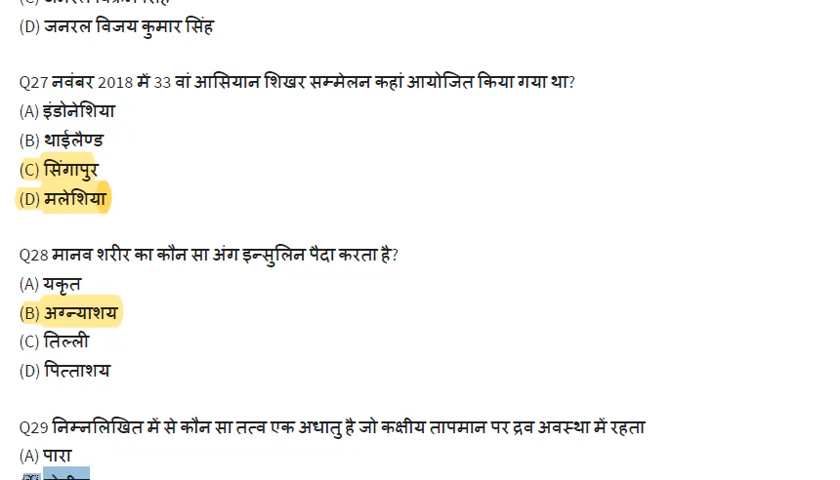 (D) जनरल विजय कुमार सिंह
Q27 नवंबर 2018 में 33 वां आसियान शिखर सम्मेलन कहां आयोजित किया गया था?
(A) इंडोनेशिया
(B) थाईलैण्ड
(C) सिंगापुर
(D) मलेशिया
Q28 मानव शरीर का कौन सा अंग इन्सुलिन पैदा करता है?
(A) यकृत
(B) अग्न्याशय
(C) तिल्ली
(D) पित्ताशय
Q29 निम्नलिखित में से कौन सा तत्व एक अधातु है जो कक्षीय तापमान पर द्रव अवस्था में रहता
(A) पारा